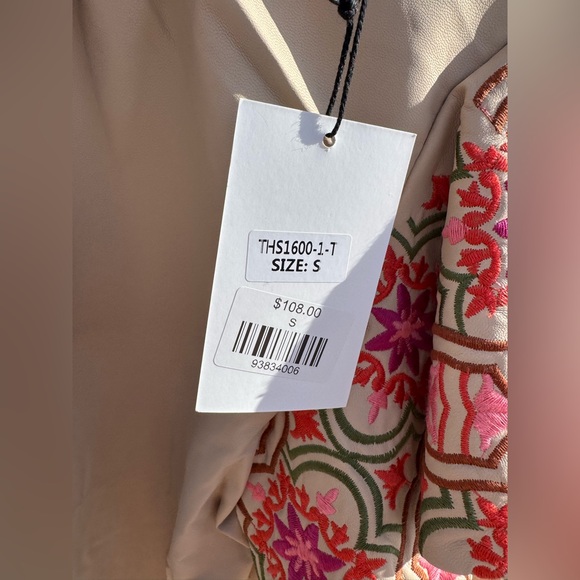 THS1600-1-T
SIZE: S
$108.00
S
93834006